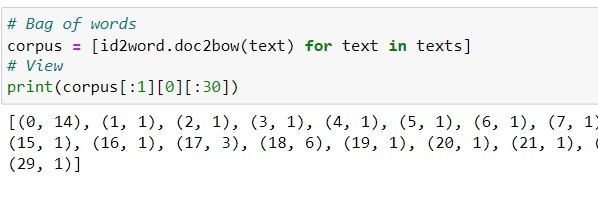 # Bag of words
corpus = [id2word.doc2bow(text) for text in texts]
# View
print(corpus[:1][0][:30])
[(0, 14), (1, 1), (2, 1), (3, 1), (4, 1), (5, 1), (6, 1), (7, 1)
(15, 1), (16, 1), (17, 3), (18, 6), (19, 1), (20, 1), (21, 1), (
(29, 1)]